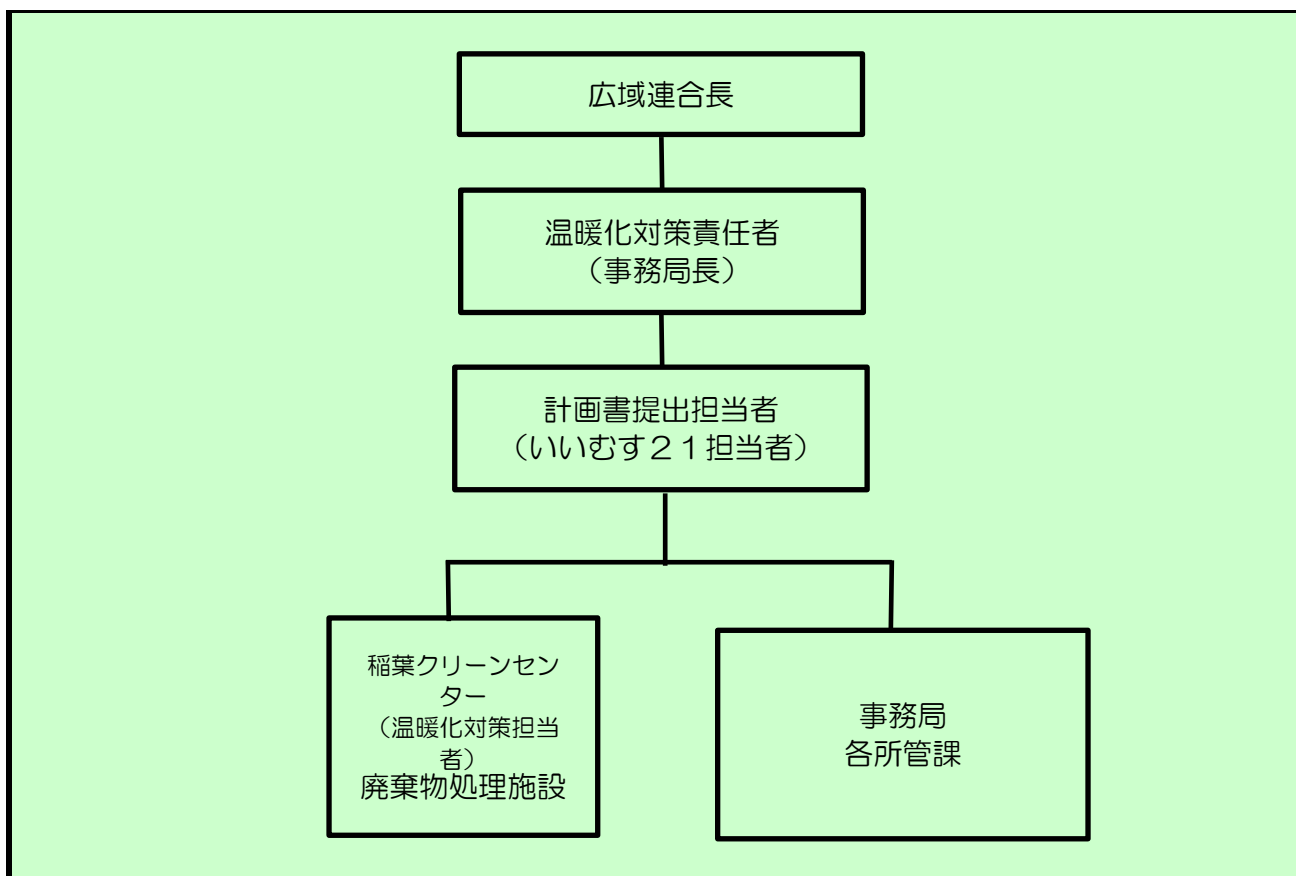 広域連合長
温暖化対策責任者
（事務局長）
計画書提出担当者
（いいむす２１担当者）
稲葉クリーンセン
ター
（温暖化対策担当
者）
廃棄物処理施設
事務局
各所管課